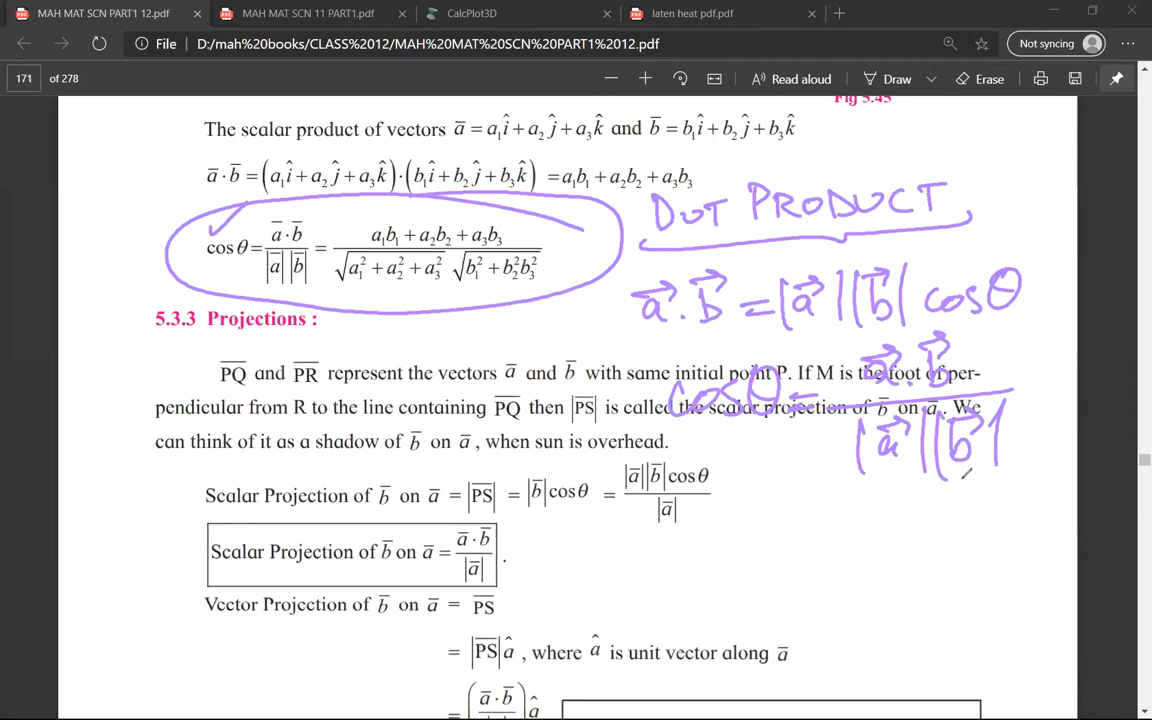 MAH MAT SCN PART1 12.pdf MAH MAT SCN 11 PART1.pdf CalcPlot3D laten heat pdf.pdf
File D:/mah%20books/CLASS%2012/MAH%20MAT%20SCN%20PART1%2012.pdf Not syncing
171 of 278 Read aloud Draw Erase
Fig 5.45
The scalar product of vectors a̅ = a₁î + a₂ĵ + a₃k̂ and b̅ = b₁î + b₂ĵ + b₃k̂
a̅ · b̅ = (a₁î + a₂ĵ + a₃k̂) · (b₁î + b₂ĵ + b₃k̂) = a₁b₁ + a₂b₂ + a₃b₃
DOT PRODUCT
cos θ = a̅ · b̅ / |a̅| |b̅| = a₁b₁ + a₂b₂ + a₃b₃ / √(a₁² + a₂² + a₃²) √(b₁² + b₂²b₃²)
a⃗ . b⃗ = |a⃗| |b⃗| cos θ
5.3.3 Projections :
PQ and PR represent the vectors a̅ and b̅ with same initial point P. If M is the foot of per-
pendicular from R to the line containing PQ then |PS| is called the scalar projection of b̅ on a̅. We
cos θ = a⃗ . b⃗ / |a⃗| |b⃗|
can think of it as a shadow of b̅ on a̅, when sun is overhead.
Scalar Projection of b̅ on a̅ = |PS| = |b̅| cos θ = |a̅| |b̅| cos θ / |a̅|
Scalar Projection of b̅ on a̅ = a̅ · b̅ / |a̅| .
Vector Projection of b̅ on a̅ = PS
= |PS| â , where â is unit vector along a̅
= (a̅ · b̅ / |a̅|) â